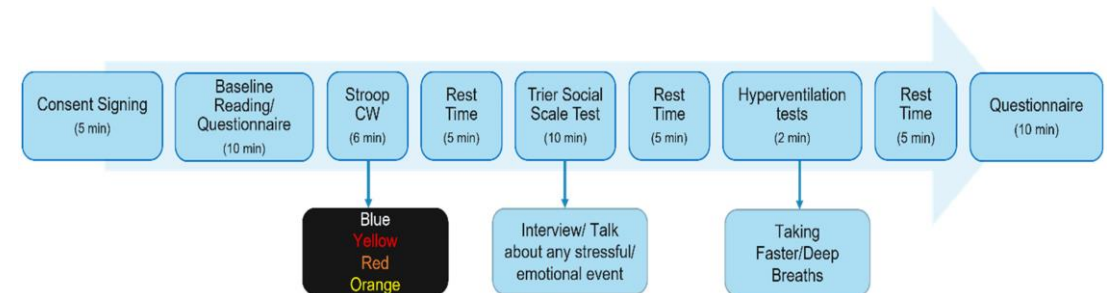 Consent Signing
(5 min)
Baseline
Reading/
Questionnaire
(10 min)
Stroop
CW
(6 min)
Rest
Time
(5 min)
Trier Social
Scale Test
(10 min)
Rest
Time
(5 min)
Hyperventilation
tests
(2 min)
Rest
Time
(5 min)
Questionnaire
(10 min)
Blue
Yellow
Red
Orange
Interview/ Talk
about any stressful/
emotional event
Taking
Faster/Deep
Breaths